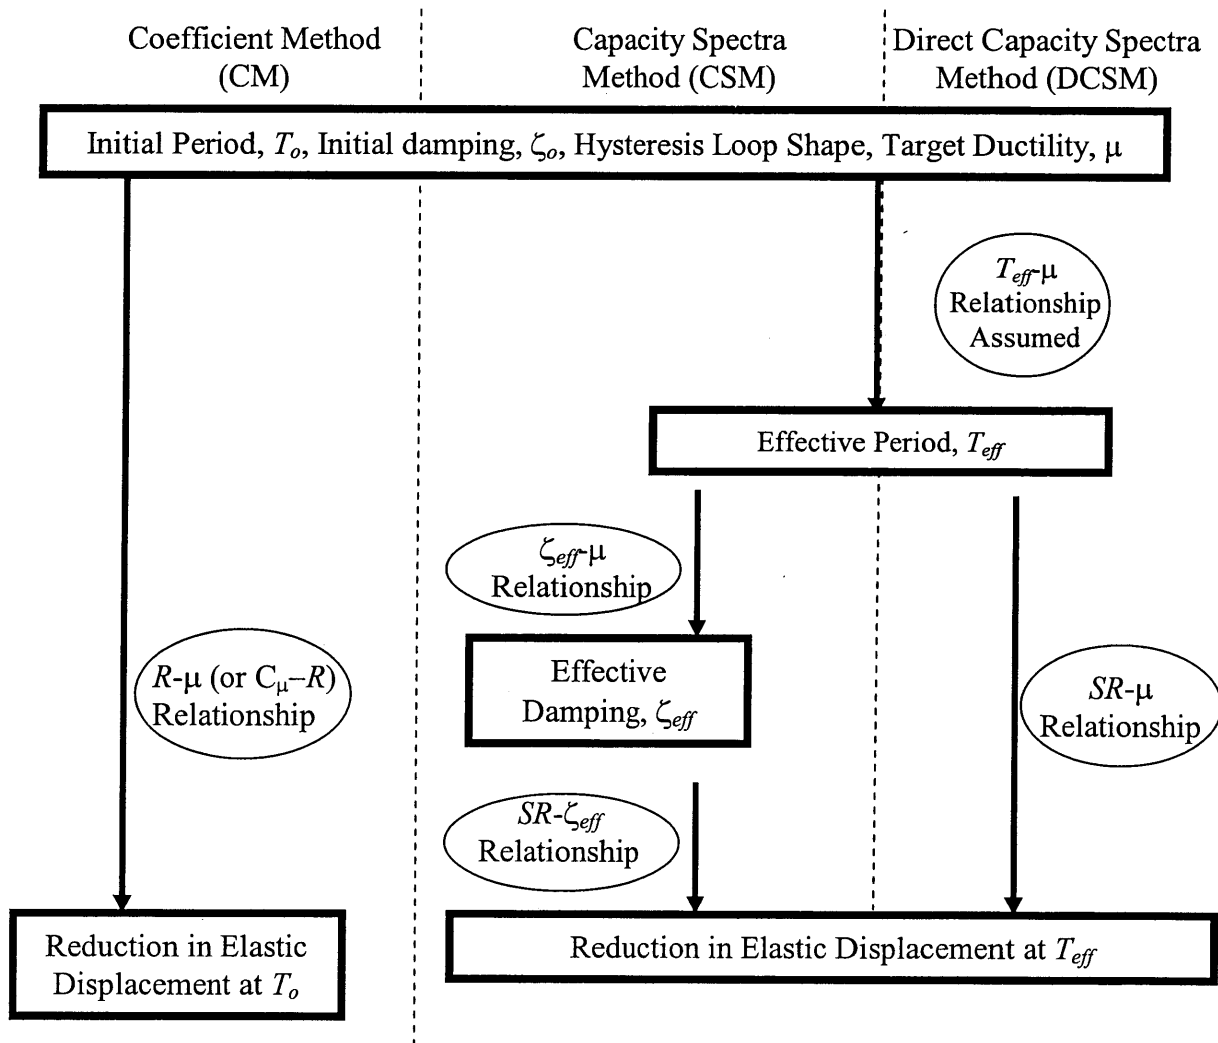 Coefficient Method
(CM)
Capacity Spectra
Method (CSM)
Direct Capacity Spectra
Method (DCSM)
Initial Period, To, Initial damping, ζo, Hysteresis Loop Shape, Target Ductility, μ
Teff-μ
Relationship
Assumed
Effective Period, Teff
ζeff-μ
Relationship
Effective
Damping, ζeff
R-μ (or Cμ–R)
Relationship
SR-μ
Relationship
SR-ζeff
Relationship
Reduction in Elastic
Displacement at To
Reduction in Elastic Displacement at Teff